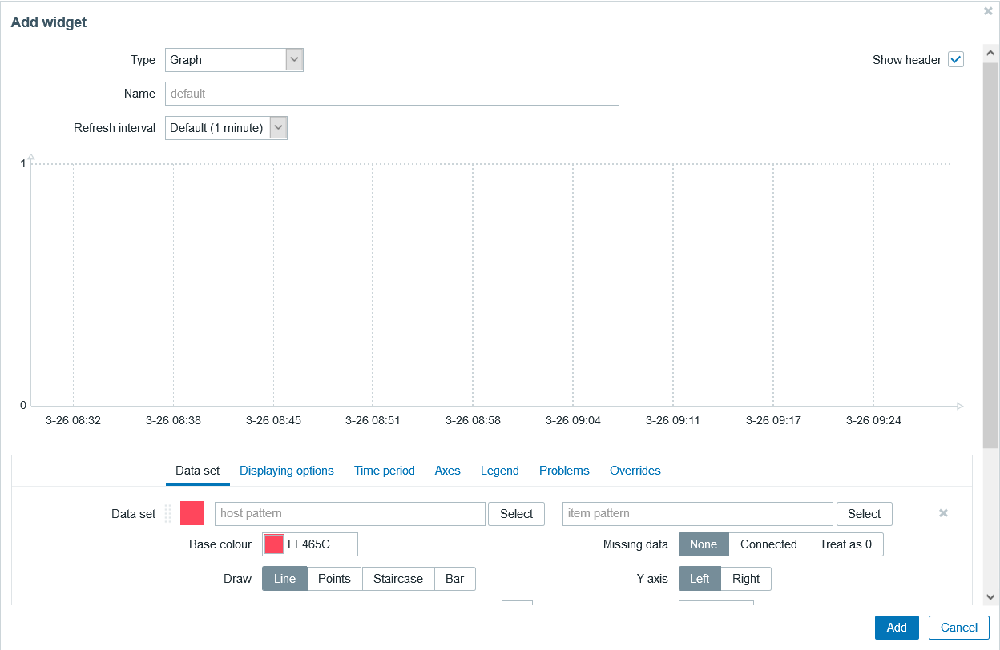 Add widget
Type Graph Show header
Name default
Refresh interval Default (1 minute)
1
0
3-26 08:32 3-26 08:38 3-26 08:45 3-26 08:51 3-26 08:58 3-26 09:04 3-26 09:11 3-26 09:17 3-26 09:24
Data set Displaying options Time period Axes Legend Problems Overrides
Data set host pattern Select item pattern Select
Base colour FF465C Missing data None Connected Treat as 0
Draw Line Points Staircase Bar Y-axis Left Right
Add Cancel